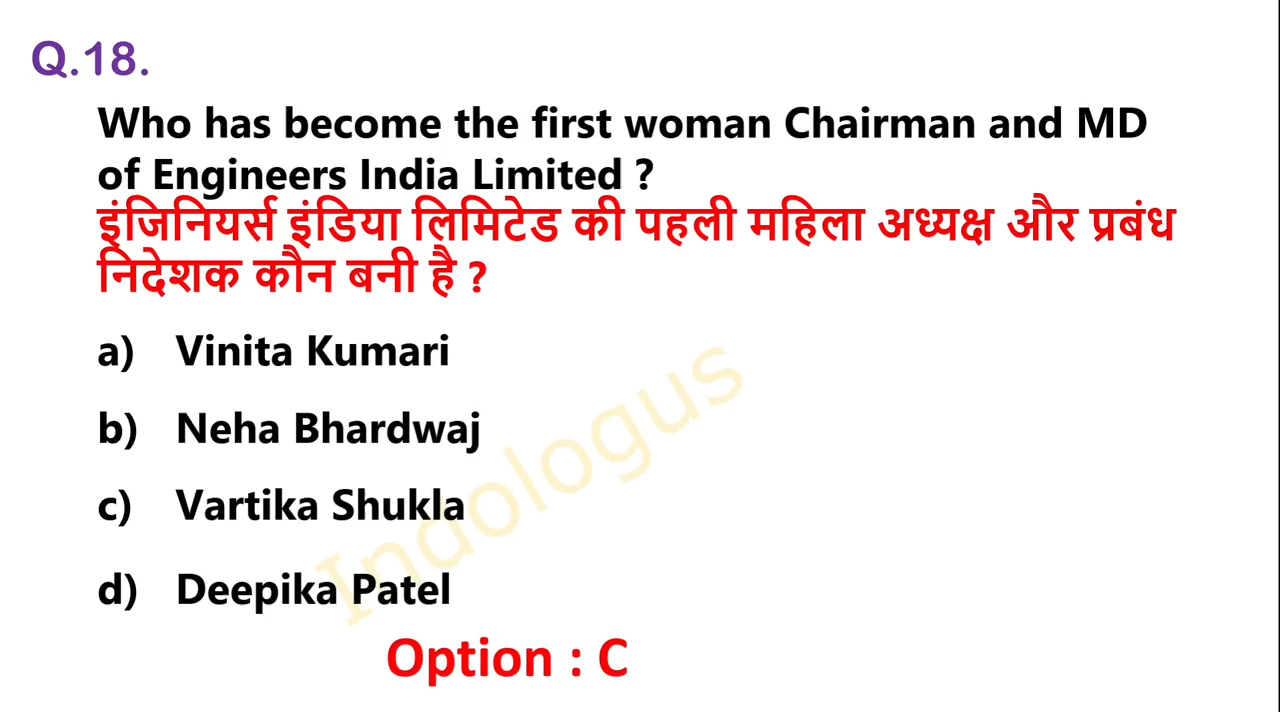 Q.18.
Who has become the first woman Chairman and MD
of Engineers India Limited ?
इंजिनियर्स इंडिया लिमिटेड की पहली महिला अध्यक्ष और प्रबंध
निदेशक कौन बनी है ?
a) Vinita Kumari
b) Neha Bhardwaj
c) Vartika Shukla
d) Deepika Patel
Option : C
Indologus